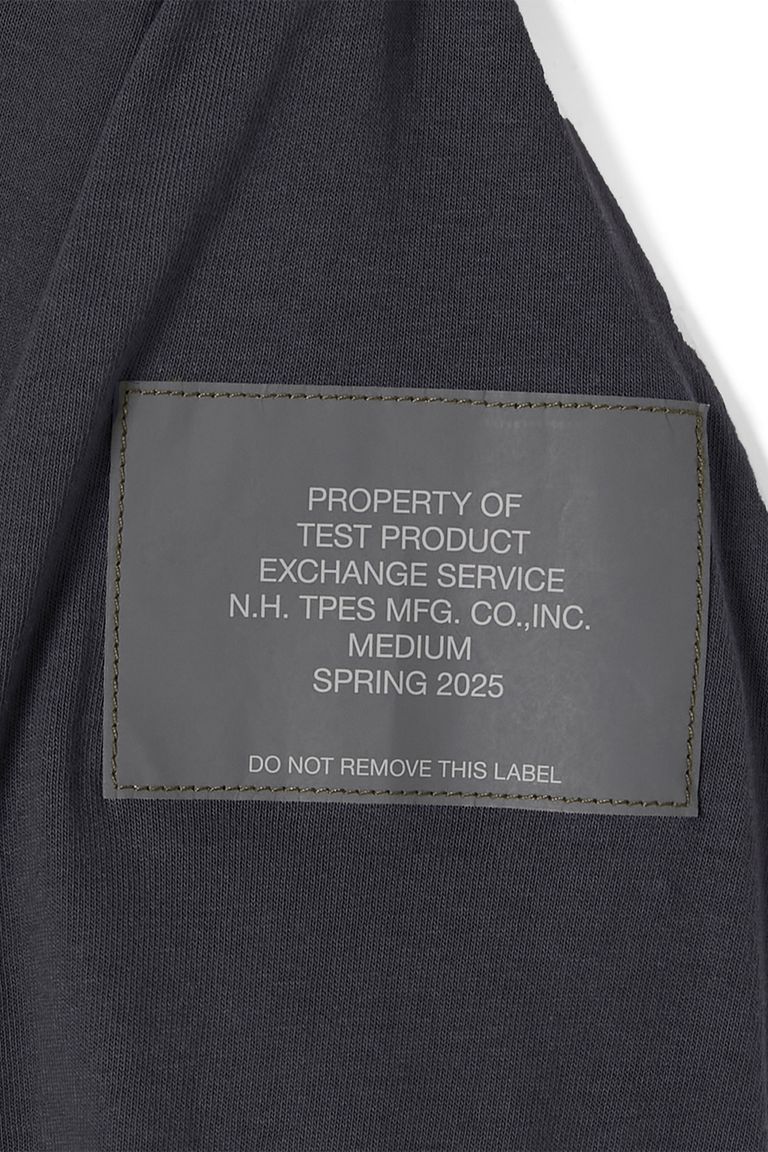 PROPERTY OF
TEST PRODUCT
EXCHANGE SERVICE
N.H. TPES MFG. CO.,INC.
MEDIUM
SPRING 2025
DO NOT REMOVE THIS LABEL